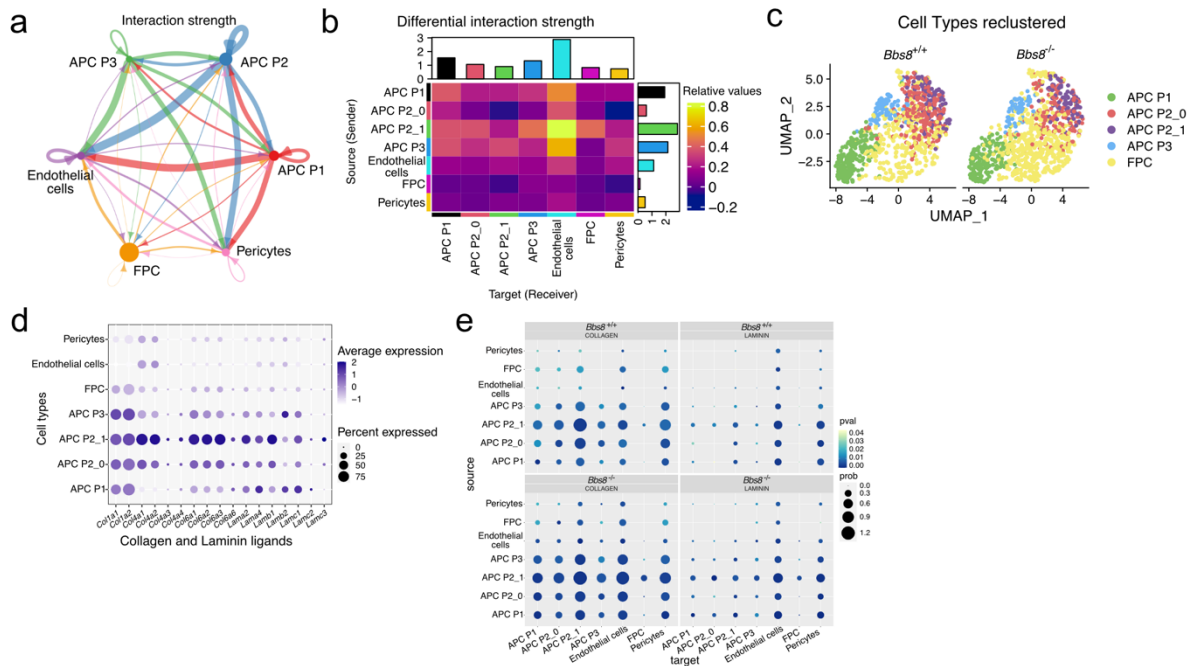 a
Interaction strength
APC P3
APC P2
Endothelial
cells
APC P1
FPC
Pericytes
b
Differential interaction strength
3
2
1
0
Source (Sender)
APC P1
APC P2_0
APC P2_1
APC P3
Endothelial
cells
FPC
Pericytes
Relative values
0.8
0.6
0.4
0.2
0
−0.2
0
1
2
APC P1
APC P2_0
APC P2_1
APC P3
Endothelial
cells
FPC
Pericytes
Target (Receiver)
c
Cell Types reclustered
Bbs8+/+
Bbs8-/-
UMAP_2
5.0
2.5
0.0
−2.5
−8 −4 0 4
−8 −4 0 4
UMAP_1
APC P1
APC P2_0
APC P2_1
APC P3
FPC
d
Cell types
Pericytes
Endothelial cells
FPC
APC P3
APC P2_1
APC P2_0
APC P1
Col1a1 Col1a2 Col4a1 Col4a2 Col4a3 Col4a4 Col6a1 Col6a2 Col6a3 Col6a6 Lama2 Lama4 Lamb1 Lamb2 Lamc1 Lamc2 Lamc3
Collagen and Laminin ligands
Average expression
2
1
0
−1
Percent expressed
0
25
50
75
e
Bbs8+/+
COLLAGEN
Bbs8+/+
LAMININ
source
Pericytes
FPC
Endothelial
cells
APC P3
APC P2_1
APC P2_0
APC P1
Bbs8-/-
COLLAGEN
Bbs8-/-
LAMININ
Pericytes
FPC
Endothelial
cells
APC P3
APC P2_1
APC P2_0
APC P1
APC P1 APC P2_0 APC P2_1 APC P3 Endothelial cells FPC Pericytes
APC P1 APC P2_0 APC P2_1 APC P3 Endothelial cells FPC Pericytes
target
pval
0.04
0.03
0.02
0.01
0.00
prob
0.0
0.3
0.6
0.9
1.2